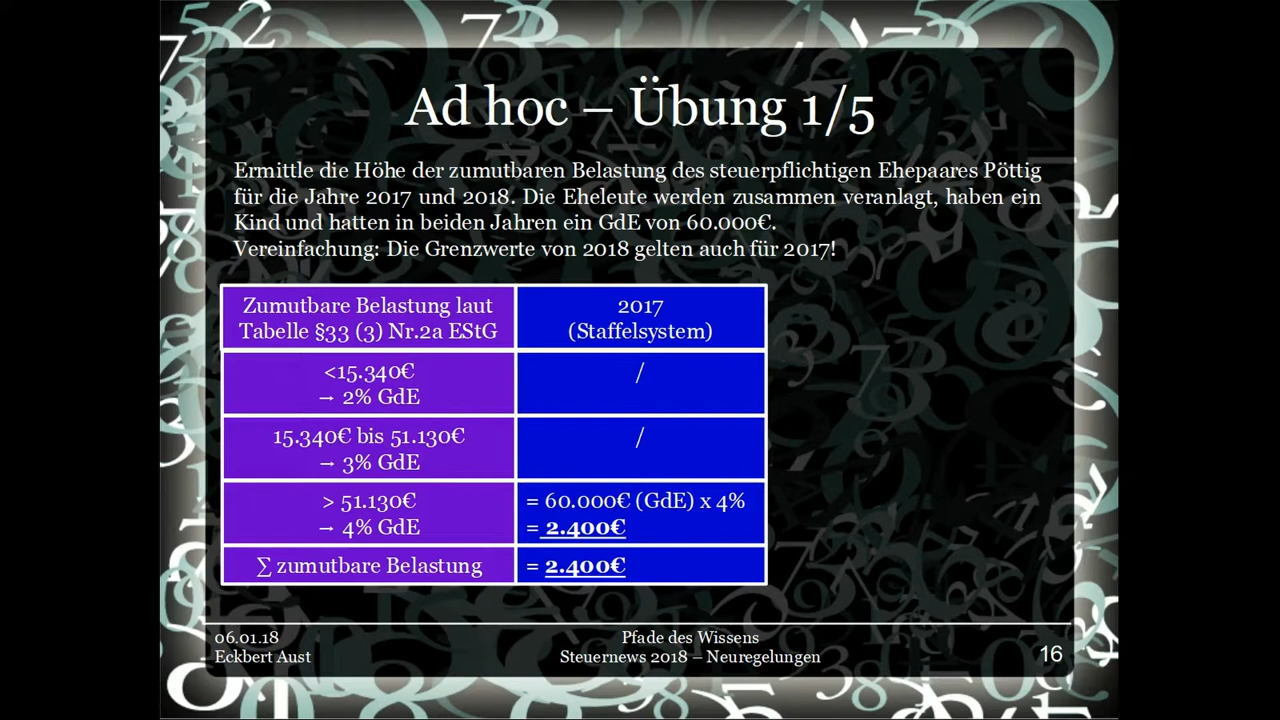 Ad hoc – Übung 1/5
Ermittle die Höhe der zumutbaren Belastung des steuerpflichtigen Ehepaares Pöttig
für die Jahre 2017 und 2018. Die Eheleute werden zusammen veranlagt, haben ein
Kind und hatten in beiden Jahren ein GdE von 60.000€.
Vereinfachung: Die Grenzwerte von 2018 gelten auch für 2017!
Zumutbare Belastung laut
Tabelle §33 (3) Nr.2a EStG
2017
(Staffelsystem)
<15.340€
→ 2% GdE
/
15.340€ bis 51.130€
→ 3% GdE
/
> 51.130€
→ 4% GdE
= 60.000€ (GdE) x 4%
= 2.400€
∑ zumutbare Belastung
= 2.400€
06.01.18
Eckbert Aust
Pfade des Wissens
Steuernews 2018 – Neuregelungen
16